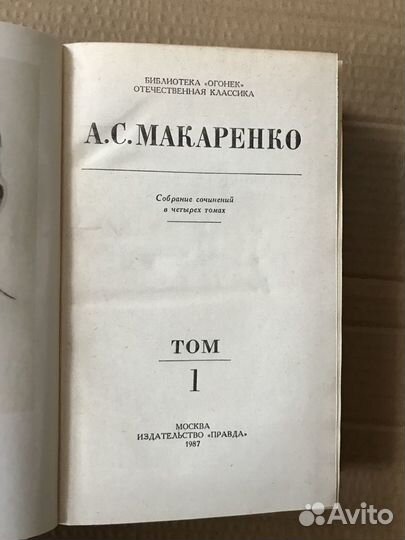 БИБЛИОТЕКА «ОГОНЕК»
ОТЕЧЕСТВЕННАЯ КЛАССИКА
А.С.МАКАРЕНКО
Собрание сочинений
в четырех томах
ТОМ
1
МОСКВА
ИЗДАТЕЛЬСТВО «ПРАВДА»
1987
Avito